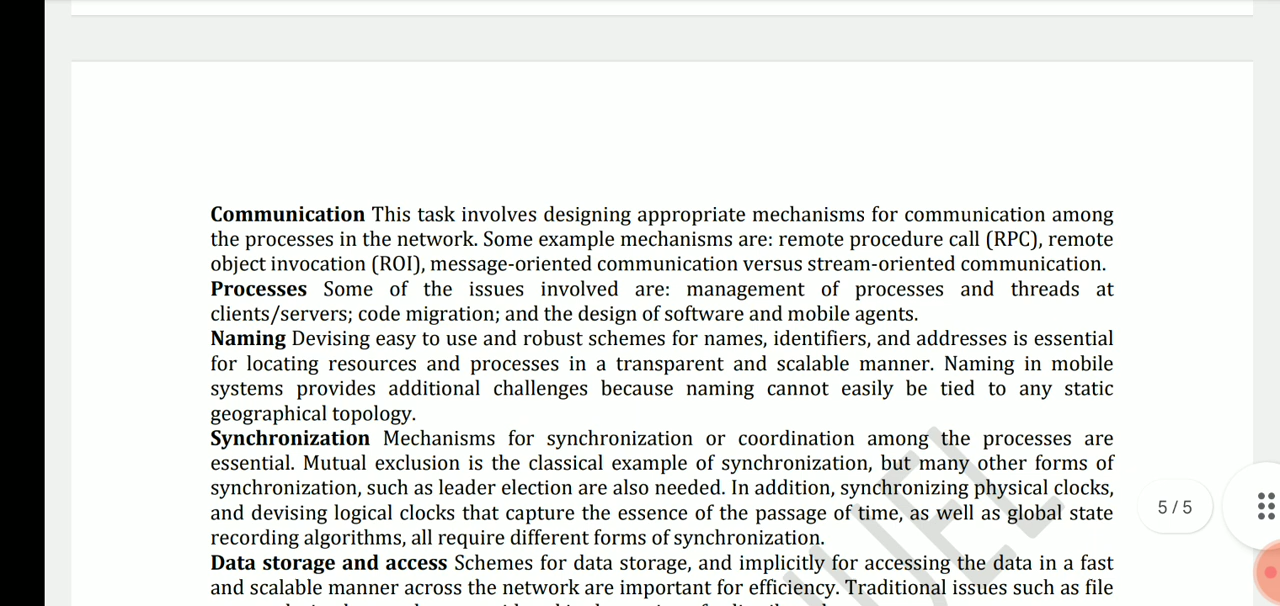 Communication This task involves designing appropriate mechanisms for communication among
the processes in the network. Some example mechanisms are: remote procedure call (RPC), remote
object invocation (ROI), message-oriented communication versus stream-oriented communication.
Processes Some of the issues involved are: management of processes and threads at
clients/servers; code migration; and the design of software and mobile agents.
Naming Devising easy to use and robust schemes for names, identifiers, and addresses is essential
for locating resources and processes in a transparent and scalable manner. Naming in mobile
systems provides additional challenges because naming cannot easily be tied to any static
geographical topology.
Synchronization Mechanisms for synchronization or coordination among the processes are
essential. Mutual exclusion is the classical example of synchronization, but many other forms of
synchronization, such as leader election are also needed. In addition, synchronizing physical clocks,
and devising logical clocks that capture the essence of the passage of time, as well as global state
recording algorithms, all require different forms of synchronization.
5 / 5
Data storage and access Schemes for data storage, and implicitly for accessing the data in a fast
and scalable manner across the network are important for efficiency. Traditional issues such as file